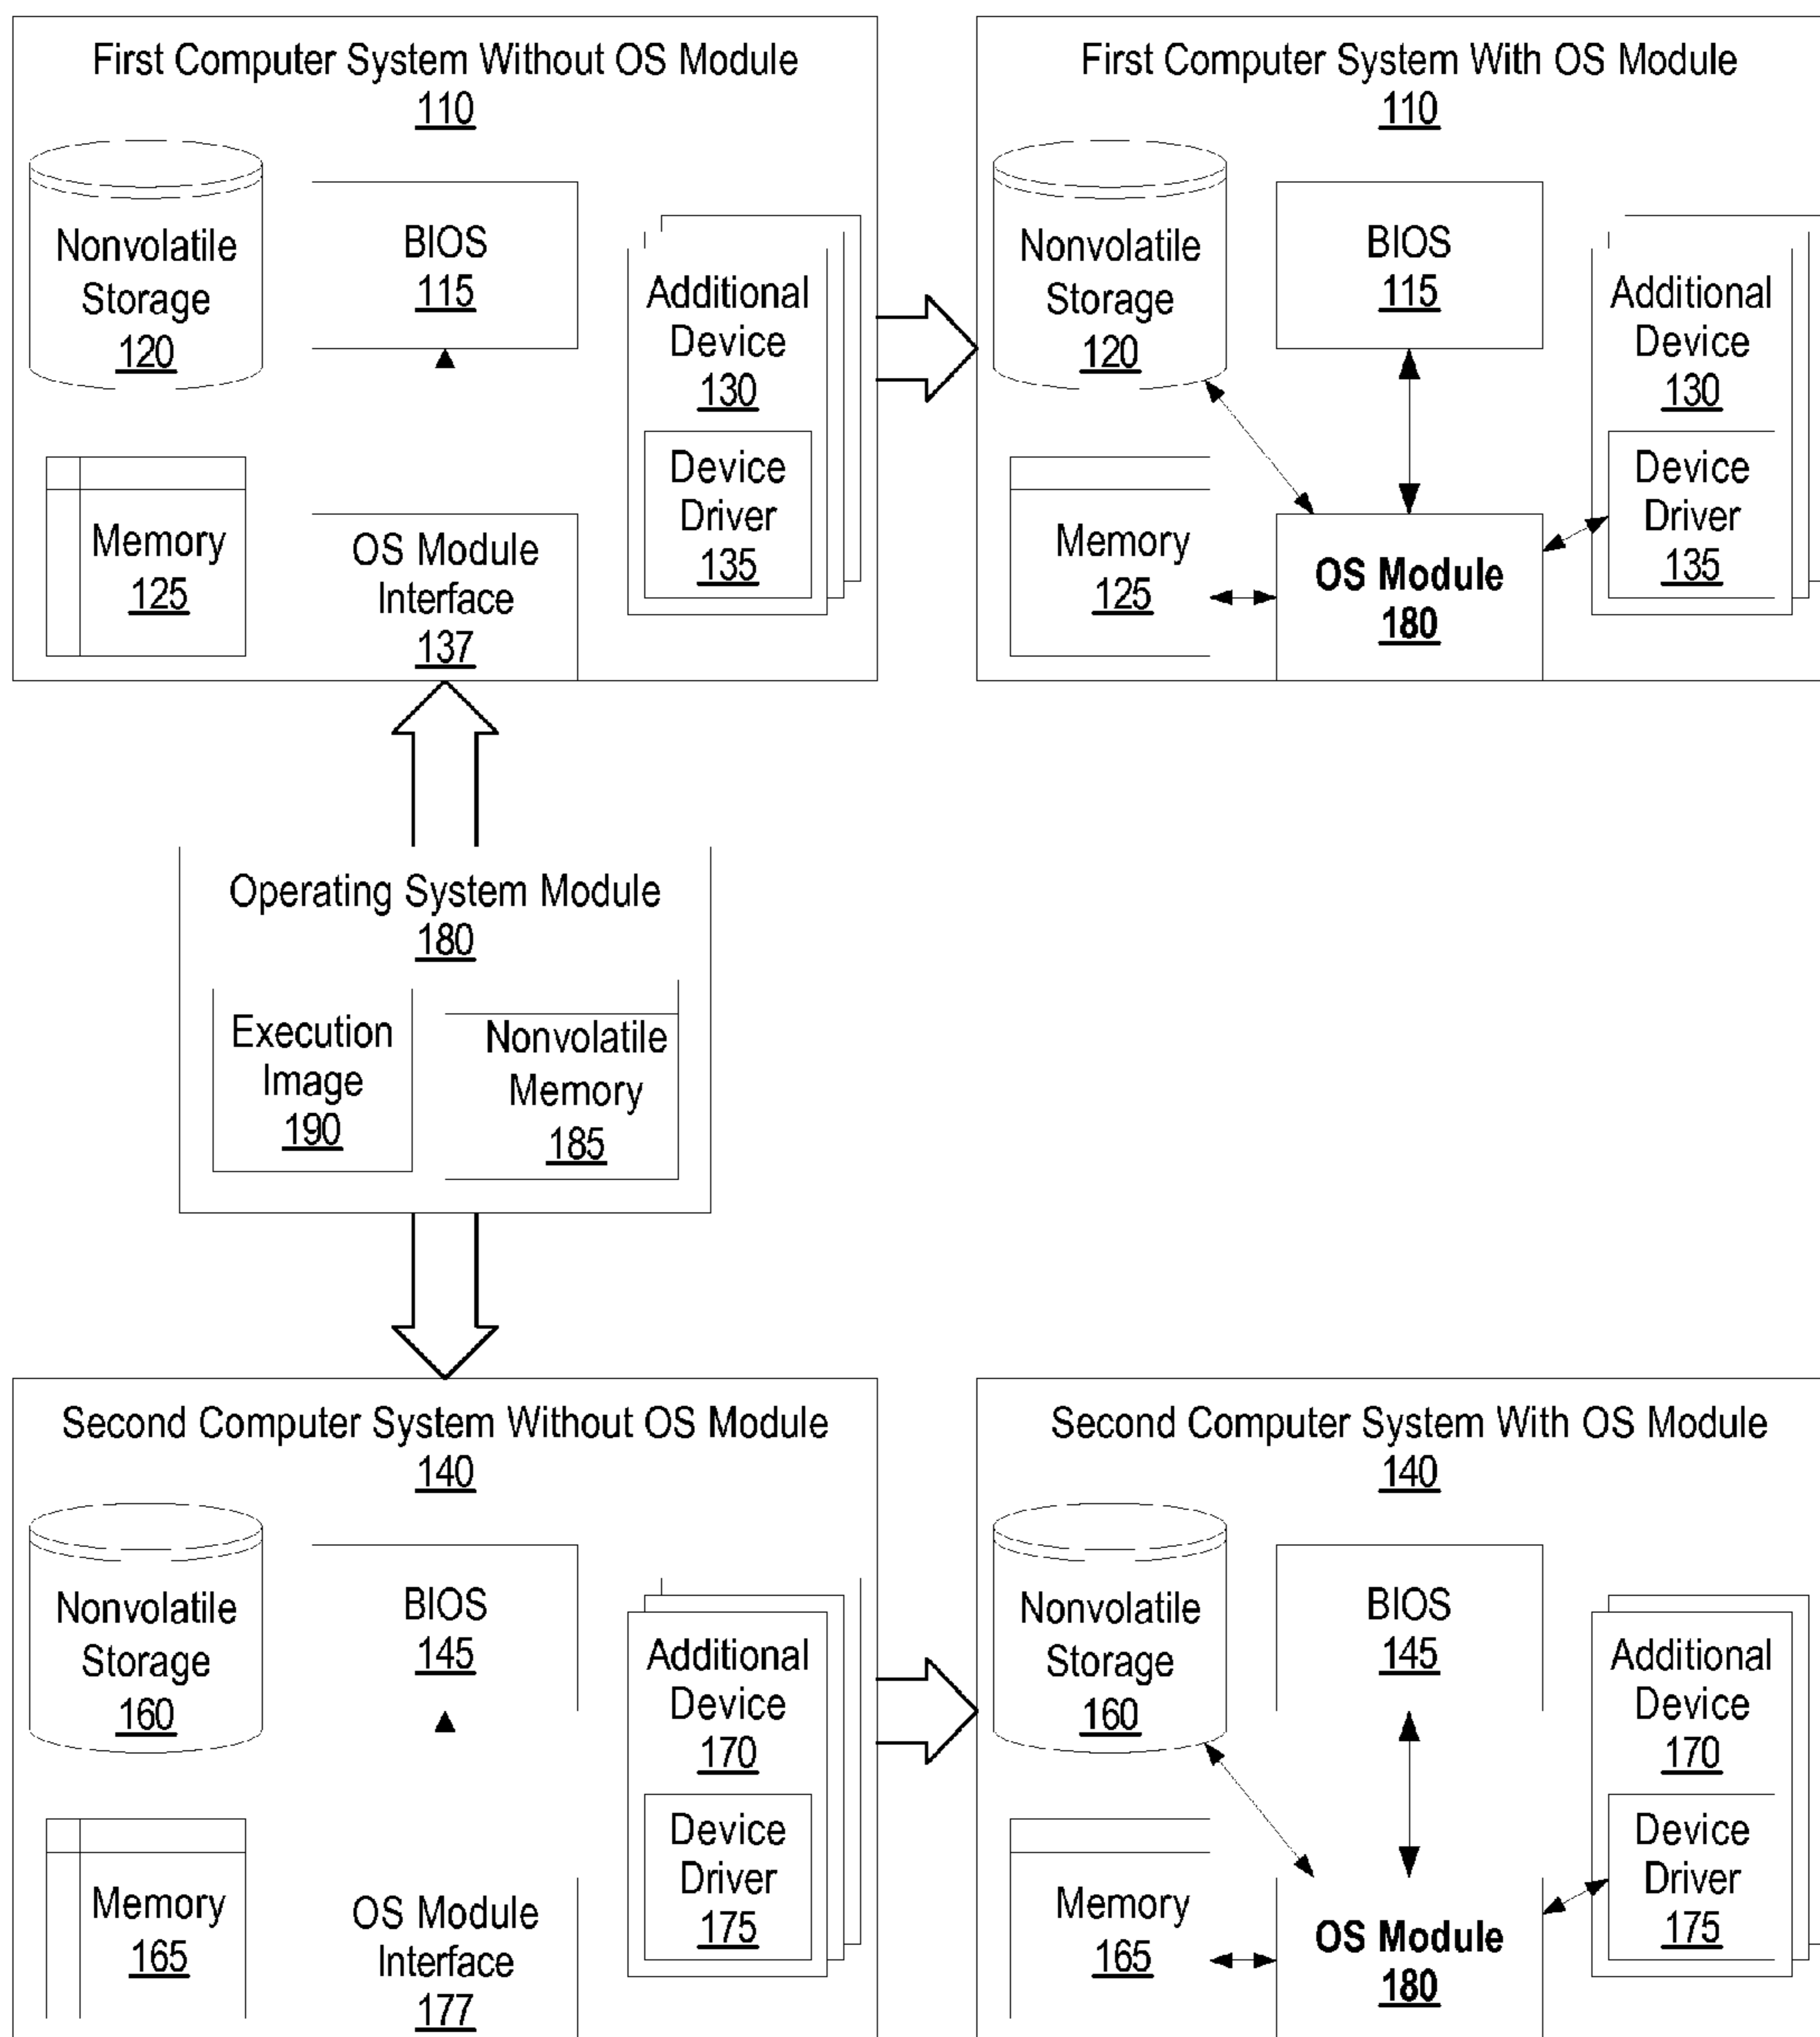 First Computer System Without OS Module
110
Nonvolatile
Storage
120
BIOS
115
Additional
Device
130
Device
Driver
135
Memory
125
OS Module
Interface
137
First Computer System With OS Module
110
Nonvolatile
Storage
120
BIOS
115
Additional
Device
130
Device
Driver
135
Memory
125
OS Module
180
Operating System Module
180
Execution
Image
190
Nonvolatile
Memory
185
Second Computer System Without OS Module
140
Nonvolatile
Storage
160
BIOS
145
Additional
Device
170
Device
Driver
175
Memory
165
OS Module
Interface
177
Second Computer System With OS Module
140
Nonvolatile
Storage
160
BIOS
145
Additional
Device
170
Device
Driver
175
Memory
165
OS Module
180